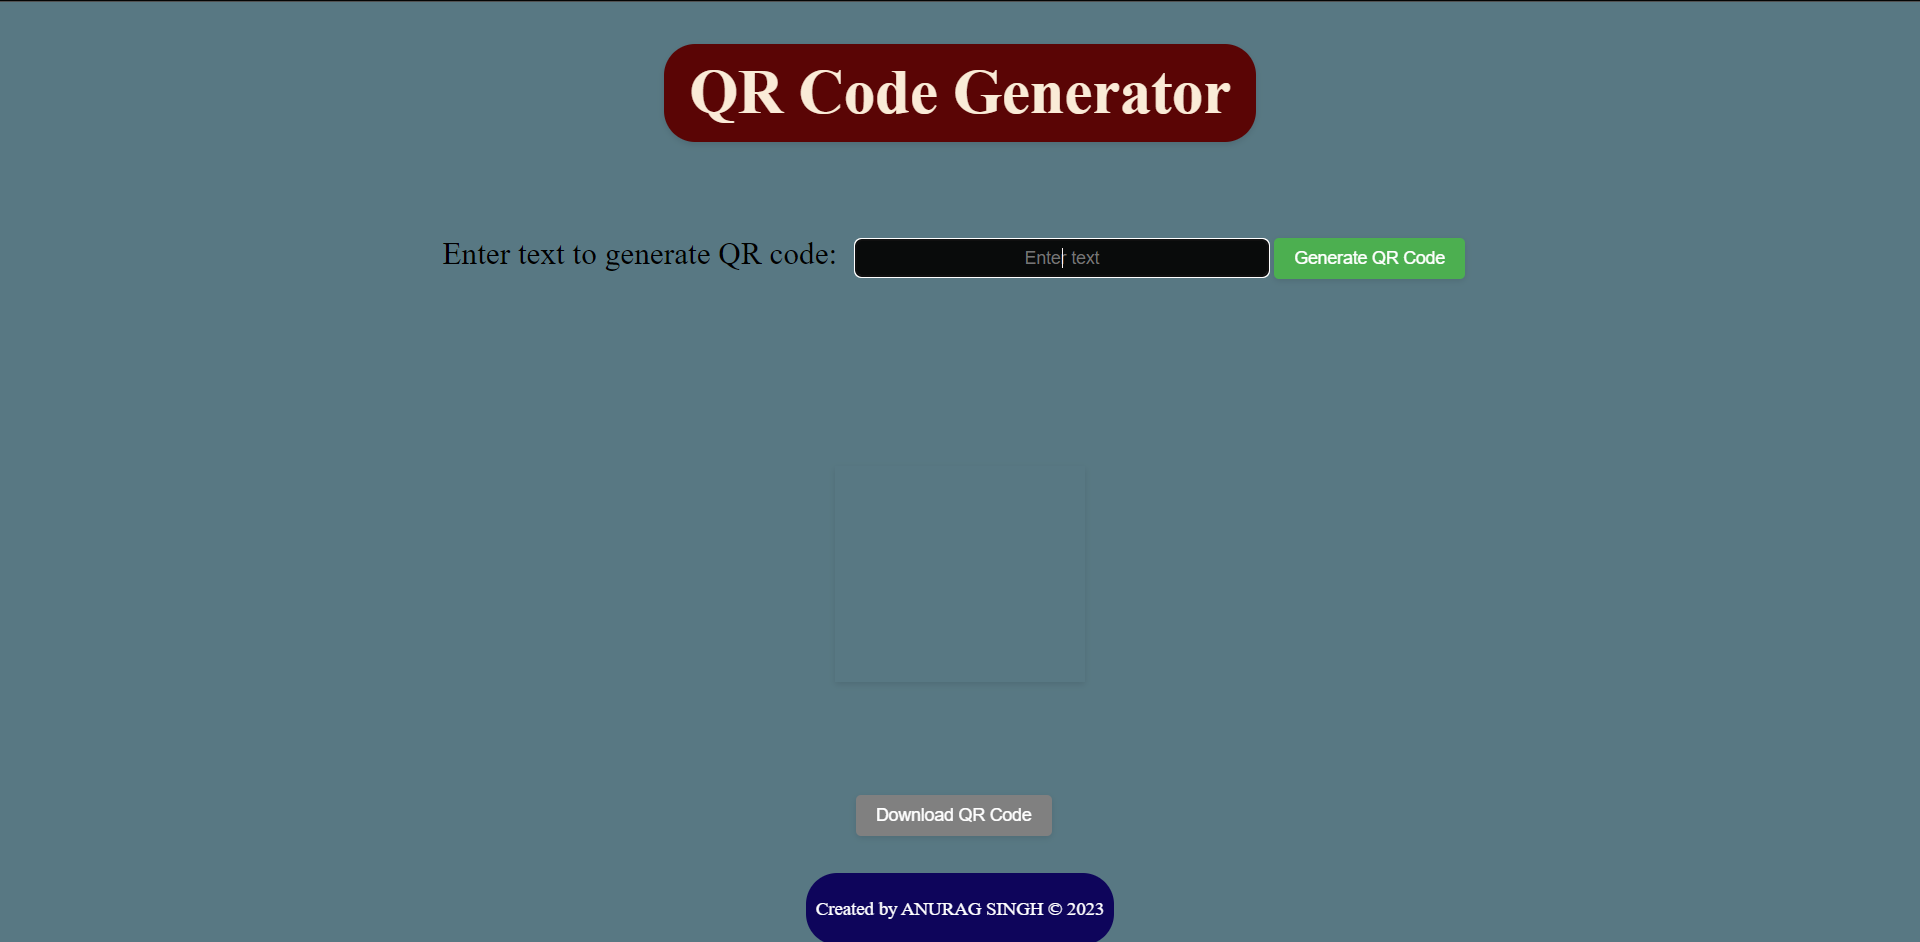 QR Code Generator
Enter text to generate QR code: Enter text Generate QR Code
Download QR Code
Created by ANURAG SINGH © 2023